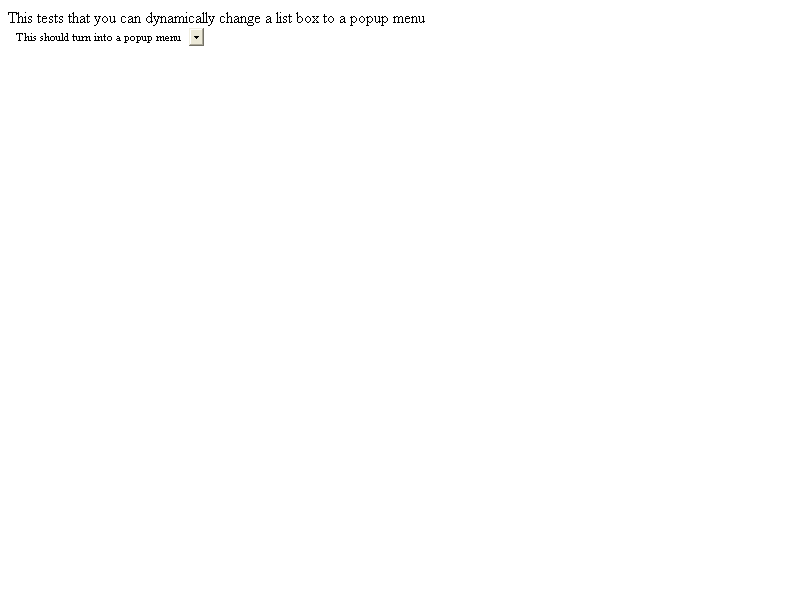 This tests that you can dynamically change a list box to a popup menu
This should turn into a popup menu